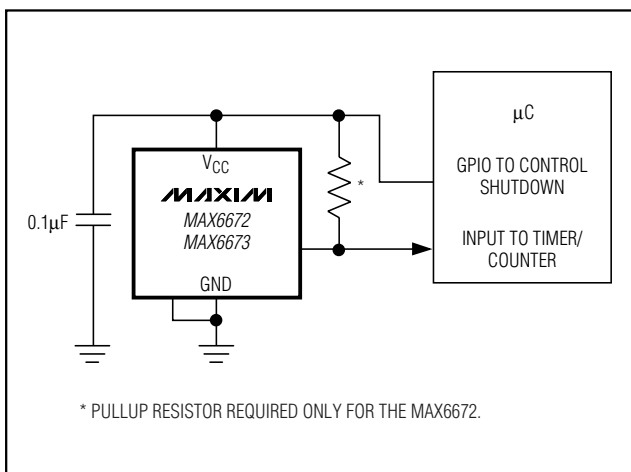 VCC
MAXIM
MAX6672
MAX6673
GND
0.1µF
*
µC
GPIO TO CONTROL
SHUTDOWN
INPUT TO TIMER/
COUNTER
* PULLUP RESISTOR REQUIRED ONLY FOR THE MAX6672.